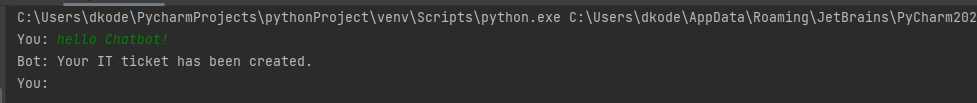 C:\Users\dkode\PycharmProjects\pythonProject\venv\Scripts\python.exe C:\Users\dkode\AppData\Roaming\JetBrains\PyCharm202
You: hello Chatbot!
Bot: Your IT ticket has been created.
You: